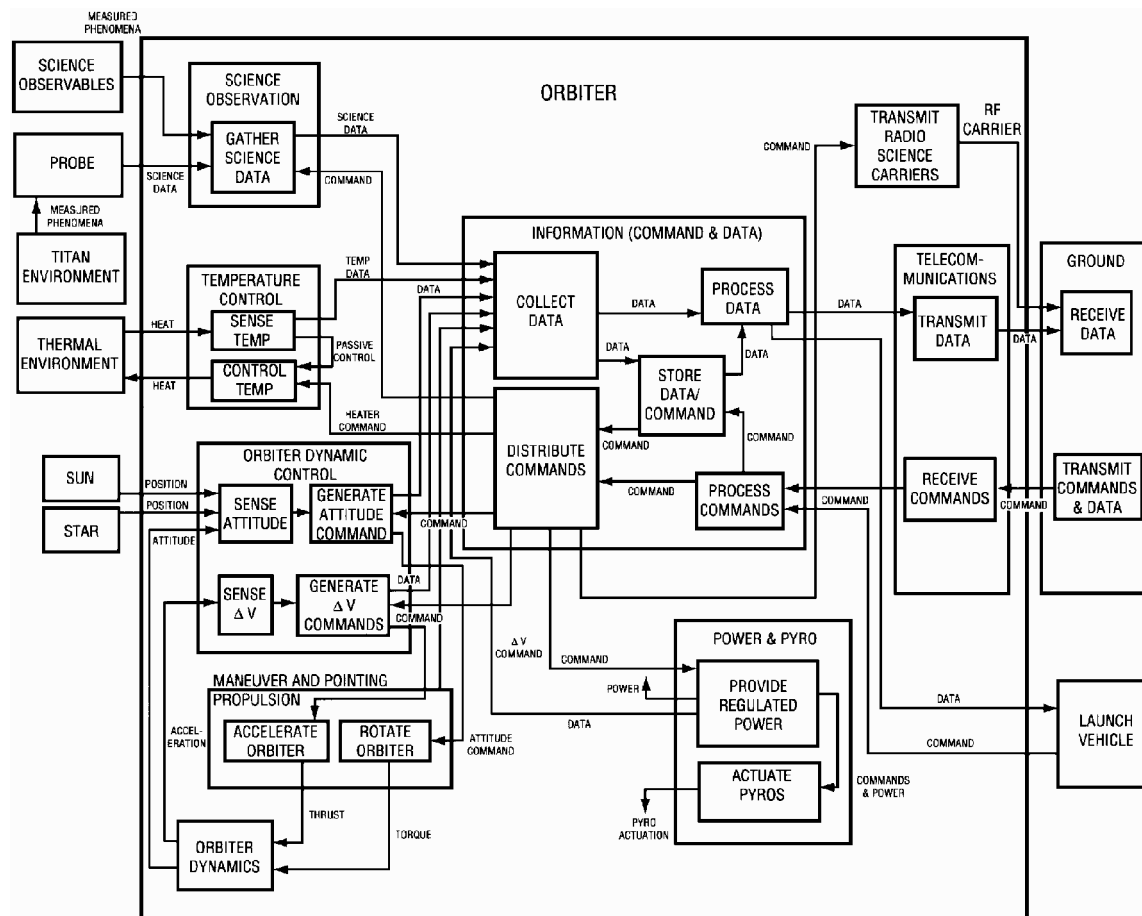 MEASURED
PHENOMENA
SCIENCE
OBSERVABLES
PROBE
SCIENCE
DATA
MEASURED
PHENOMENA
TITAN
ENVIRONMENT
THERMAL
ENVIRONMENT
HEAT
HEAT
SUN
STAR
POSITION
POSITION
ATTITUDE
ORBITER
SCIENCE
OBSERVATION
GATHER
SCIENCE
DATA
SCIENCE
DATA
COMMAND
TEMPERATURE
CONTROL
SENSE
TEMP
CONTROL
TEMP
TEMP
DATA
DATA
PASSIVE
CONTROL
HEATER
COMMAND
ORBITER DYNAMIC
CONTROL
SENSE
ATTITUDE
GENERATE
ATTITUDE
COMMAND
COMMAND
SENSE
Δ V
GENERATE
Δ V
COMMANDS
DATA
COMMAND
MANEUVER AND POINTING
PROPULSION
ACCELERATE
ORBITER
ROTATE
ORBITER
ACCEL-
ERATION
ATTITUDE
COMMAND
THRUST
TORQUE
ORBITER
DYNAMICS
INFORMATION (COMMAND & DATA)
COLLECT
DATA
DATA
PROCESS
DATA
DATA
DATA
DATA
STORE
DATA/
COMMAND
DISTRIBUTE
COMMANDS
COMMAND
COMMAND
COMMAND
PROCESS
COMMANDS
Δ V
COMMAND
COMMAND
POWER & PYRO
POWER
PROVIDE
REGULATED
POWER
DATA
ACTUATE
PYROS
COMMANDS
& POWER
PYRO
ACTUATION
COMMAND
TRANSMIT
RADIO
SCIENCE
CARRIERS
RF
CARRIER
TELECOM-
MUNICATIONS
TRANSMIT
DATA
DATA
RECEIVE
COMMANDS
COMMAND
COMMAND
GROUND
RECEIVE
DATA
TRANSMIT
COMMANDS
& DATA
DATA
COMMAND
LAUNCH
VEHICLE